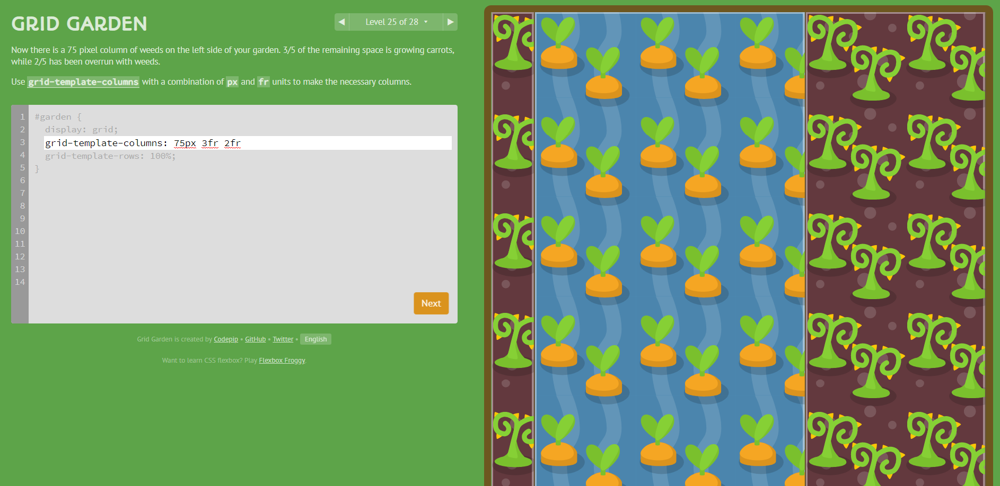 GRID GARDEN
◀ Level 25 of 28 ▾ ▶
Now there is a 75 pixel column of weeds on the left side of your garden. 3/5 of the remaining space is growing carrots,
while 2/5 has been overrun with weeds.
Use grid-template-columns with a combination of px and fr units to make the necessary columns.
1 #garden {
2 display: grid;
3 grid-template-columns: 75px 3fr 2fr
4 grid-template-rows: 100%;
5 }
6
7
8
9
10
11
12
13
14
Next
Grid Garden is created by Codepip • GitHub • Twitter • English
Want to learn CSS flexbox? Play Flexbox Froggy.